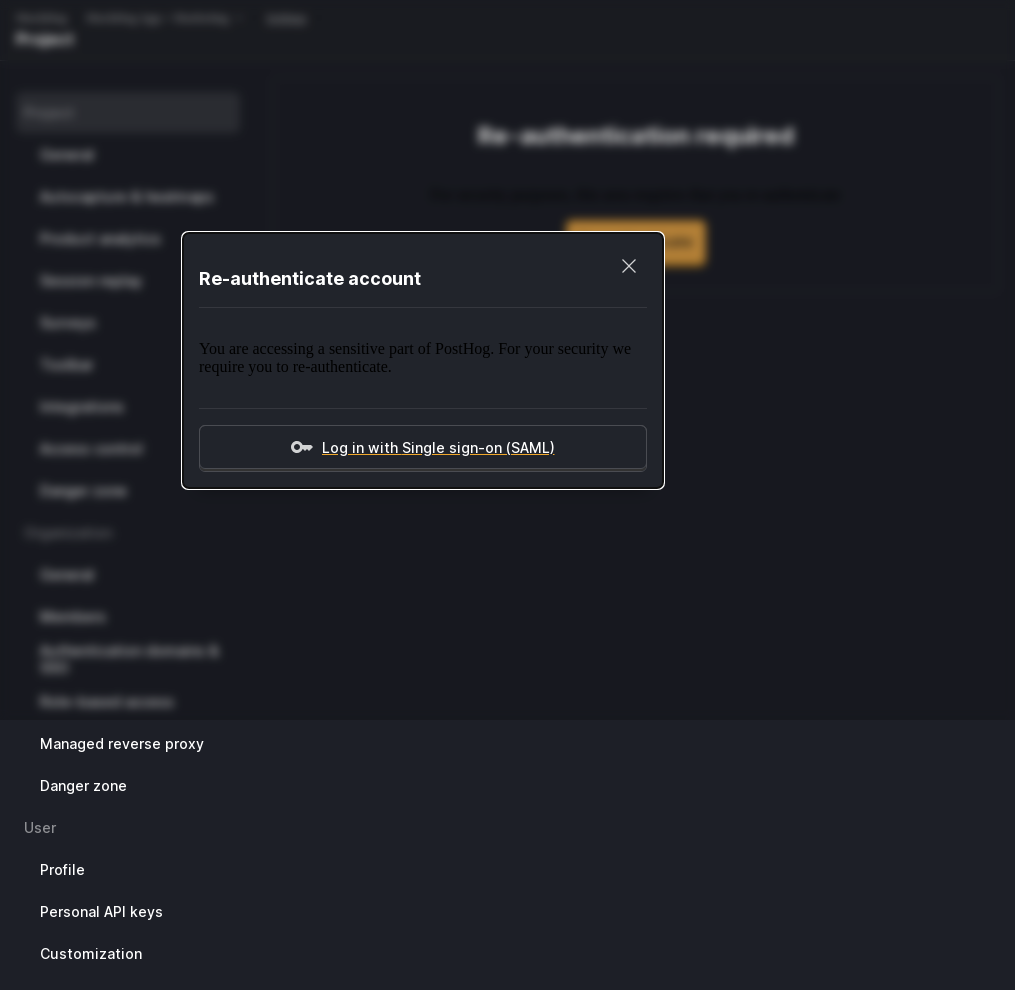 Project
Project
General
Autocapture & heatmaps
Product analytics
Session replay
Surveys
Toolbar
Integrations
Access control
Danger zone
Organization
General
Members
Authentication domains &
SSO
Role-based access
Managed reverse proxy
Danger zone
User
Profile
Personal API keys
Customization
Re-authentication required
Re-authenticate account
You are accessing a sensitive part of PostHog. For your security we
require you to re-authenticate.
Log in with Single sign-on (SAML)